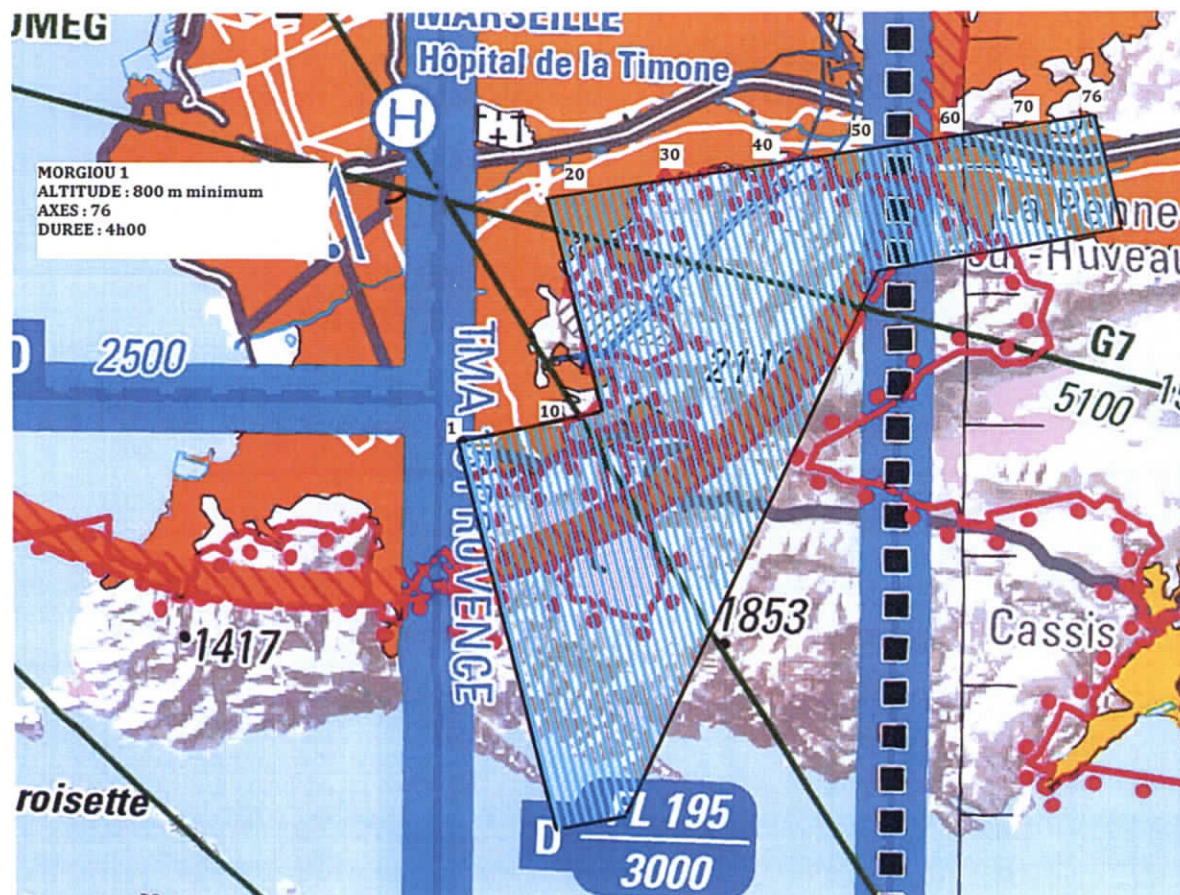 MARSEILLE
Hôpital de la Timone
H
MORGIOU 1
ALTITUDE : 800 m minimum
AXES : 76
DUREE : 4h00
20
30
40
50
60
70
76
La Penne
-Huveau
2500
TMA
PROVENCE
G7
5100
1
10
1417
1853
Cassis
roisette
D
FL 195
3000